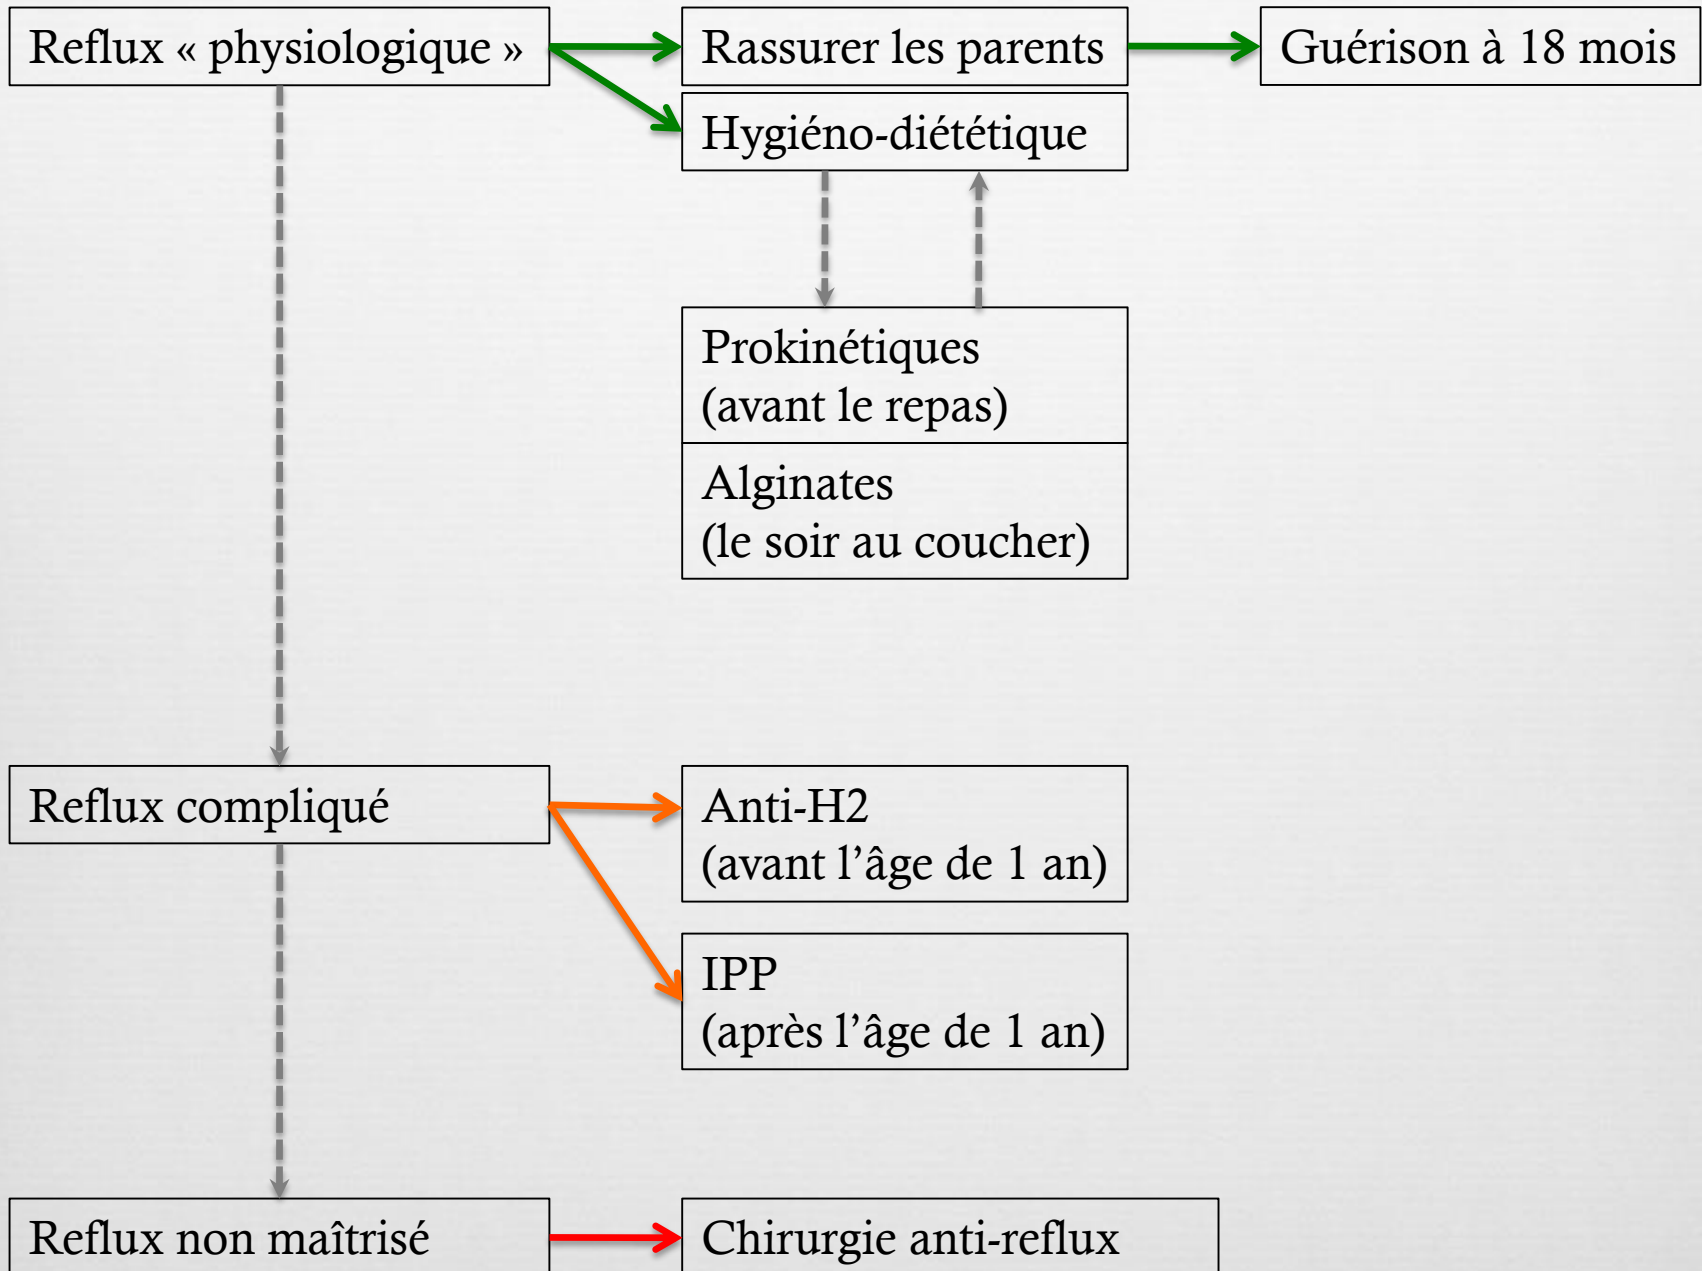 Reflux « physiologique »
Rassurer les parents
Guérison à 18 mois
Hygiéno-diététique
Prokinétiques
(avant le repas)
Alginates
(le soir au coucher)
Reflux compliqué
Anti-H2
(avant l’âge de 1 an)
IPP
(après l’âge de 1 an)
Reflux non maîtrisé
Chirurgie anti-reflux